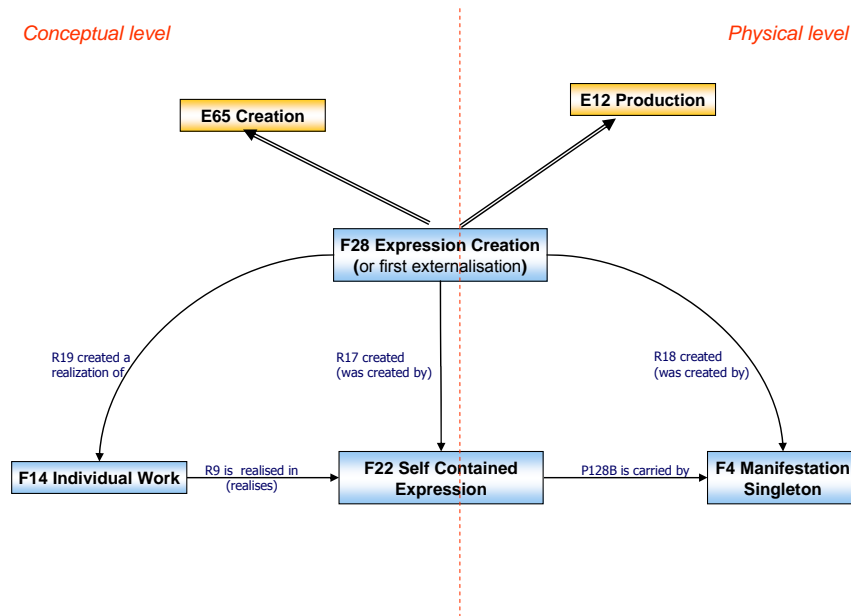 Conceptual level
Physical level
E65 Creation
E12 Production
F28 Expression Creation
(or first externalisation)
R19 created a
realization of
R17 created
(was created by)
R18 created
(was created by)
F14 Individual Work
R9 is realised in
(realises)
F22 Self Contained
Expression
P128B is carried by
F4 Manifestation
Singleton